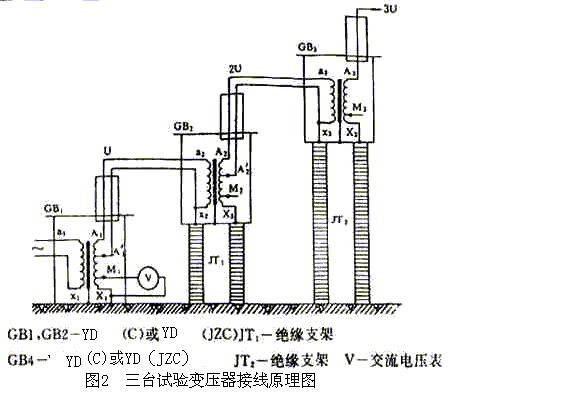 3U
GB₃
a₃ A₃
M₃
x₃ X₃
2U
GB₂
a₂ A₂
A₂'
M₂
x₂ X₃
JT₂
U
GB₁
a₁ A₁
A₁'
M₁
V
x₁ X₁
JT₁
~
GB1,GB2-YD (C)或YD (JZC)JT₁-绝缘支架
GB4-' YD(C)或YD(JZC) JT₂-绝缘支架 V-交流电压表
图2 三台试验变压器接线原理图